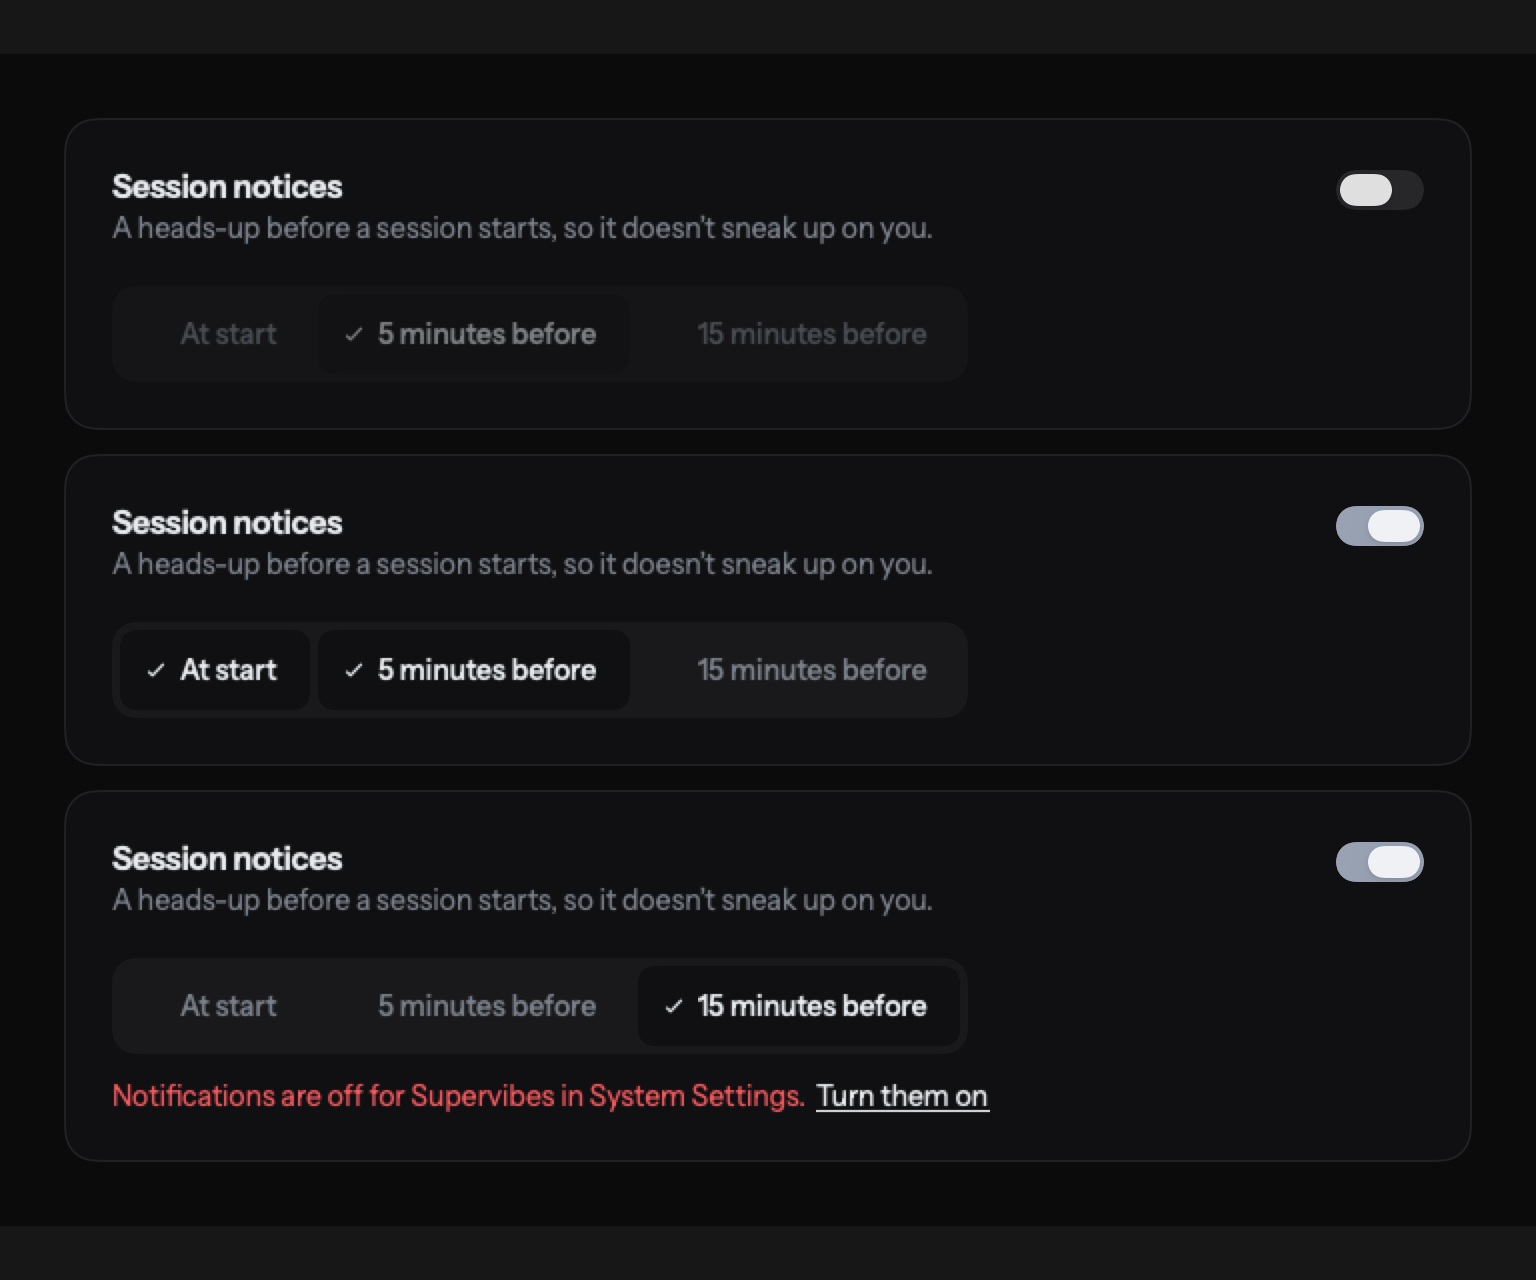 Session notices
A heads-up before a session starts, so it doesn’t sneak up on you.
At start ✓ 5 minutes before 15 minutes before
Session notices
A heads-up before a session starts, so it doesn’t sneak up on you.
✓ At start ✓ 5 minutes before 15 minutes before
Session notices
A heads-up before a session starts, so it doesn’t sneak up on you.
At start 5 minutes before ✓ 15 minutes before
Notifications are off for Supervibes in System Settings. Turn them on